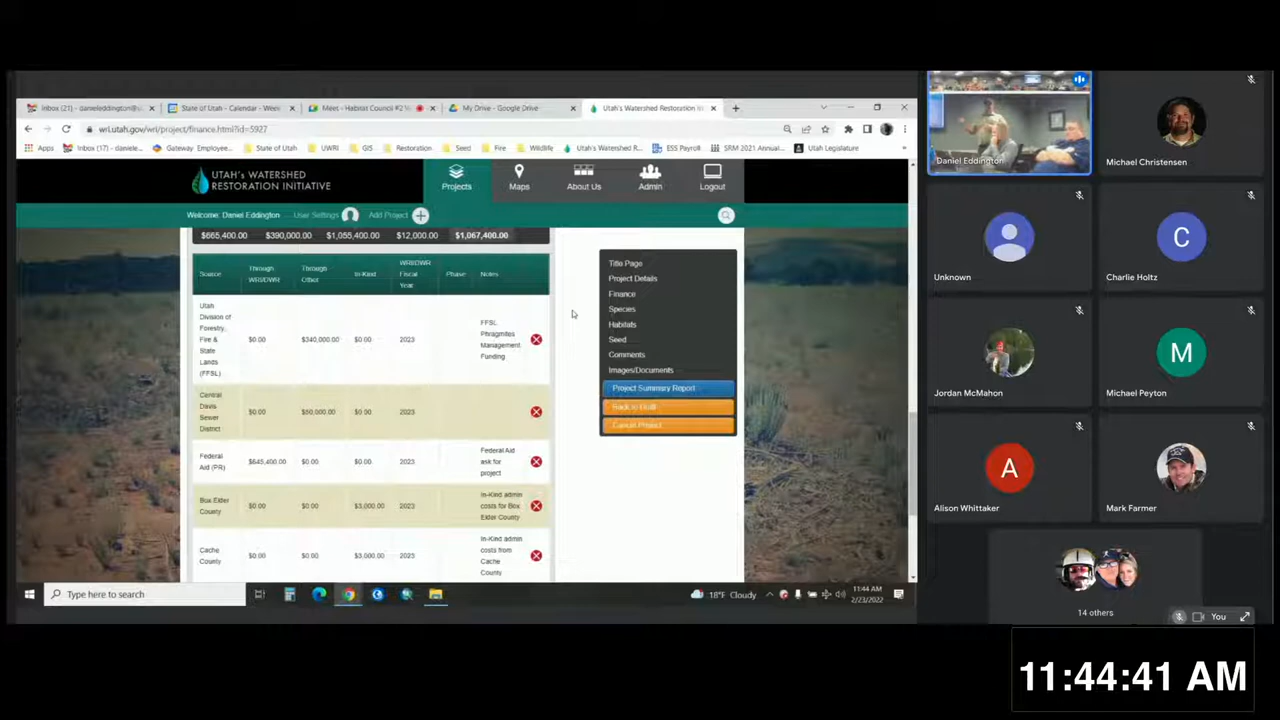 Inbox (21) - danieleddington@u
State of Utah - Calendar - Week
Meet - Habitat Council #2
My Drive - Google Drive
Utah's Watershed Restoration In
wri.utah.gov/wri/project/finance.html?id=5927
Apps
Inbox (17) - daniele...
Gateway: Employee...
State of Utah
UWRI
GIS
Restoration
Seed
Fire
Wildlife
Utah's Watershed R...
ESS Payroll
SRM 2021 Annual...
Utah Legislature
UTAH's WATERSHED
RESTORATION INITIATIVE
Projects
Maps
About Us
Admin
Logout
Welcome: Daniel Eddington
User Settings
Add Project
$665,400.00 $390,000.00 $1,055,400.00 $12,000.00 $1,067,400.00
Source
Through
WRI/DWR
Through
Other
In-Kind
WRI/DWR
Fiscal
Year
Phase
Notes
Utah
Division of
Forestry,
Fire &
State
Lands
(FFSL)
$0.00
$340,000.00
$0.00
2023
FFSL
Phragmites
Management
Funding
Central
Davis
Sewer
District
$0.00
$50,000.00
$0.00
2023
Federal
Aid (PR)
$645,400.00
$0.00
$0.00
2023
Federal Aid
ask for
project
Box Elder
County
$0.00
$0.00
$3,000.00
2023
In-Kind admin
costs for Box
Elder County
Cache
County
$0.00
$0.00
$3,000.00
2023
In-Kind admin
costs from
Cache
County
Title Page
Project Details
Finance
Species
Habitats
Seed
Comments
Images/Documents
Project Summary Report
Back to Draft
Cancel Project
Type here to search
18°F Cloudy
11:44 AM
2/23/2022
Daniel Eddington
Michael Christensen
Unknown
C
Charlie Holtz
Jordan McMahon
M
Michael Peyton
A
Alison Whittaker
Mark Farmer
14 others
You
11:44:41 AM